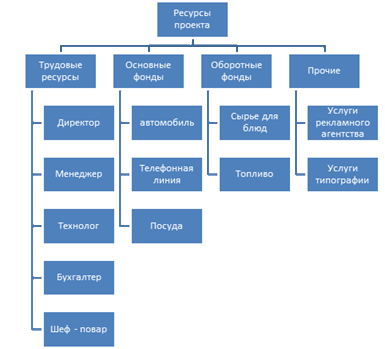 Ресурсы
проекта
Трудовые
ресурсы
Основные
фонды
Оборотные
фонды
Прочие
Директор
Менеджер
Технолог
Бухгалтер
Шеф - повар
автомобиль
Телефонная
линия
Посуда
Сырье для
блюд
Топливо
Услуги
рекламного
агентства
Услуги
типографии